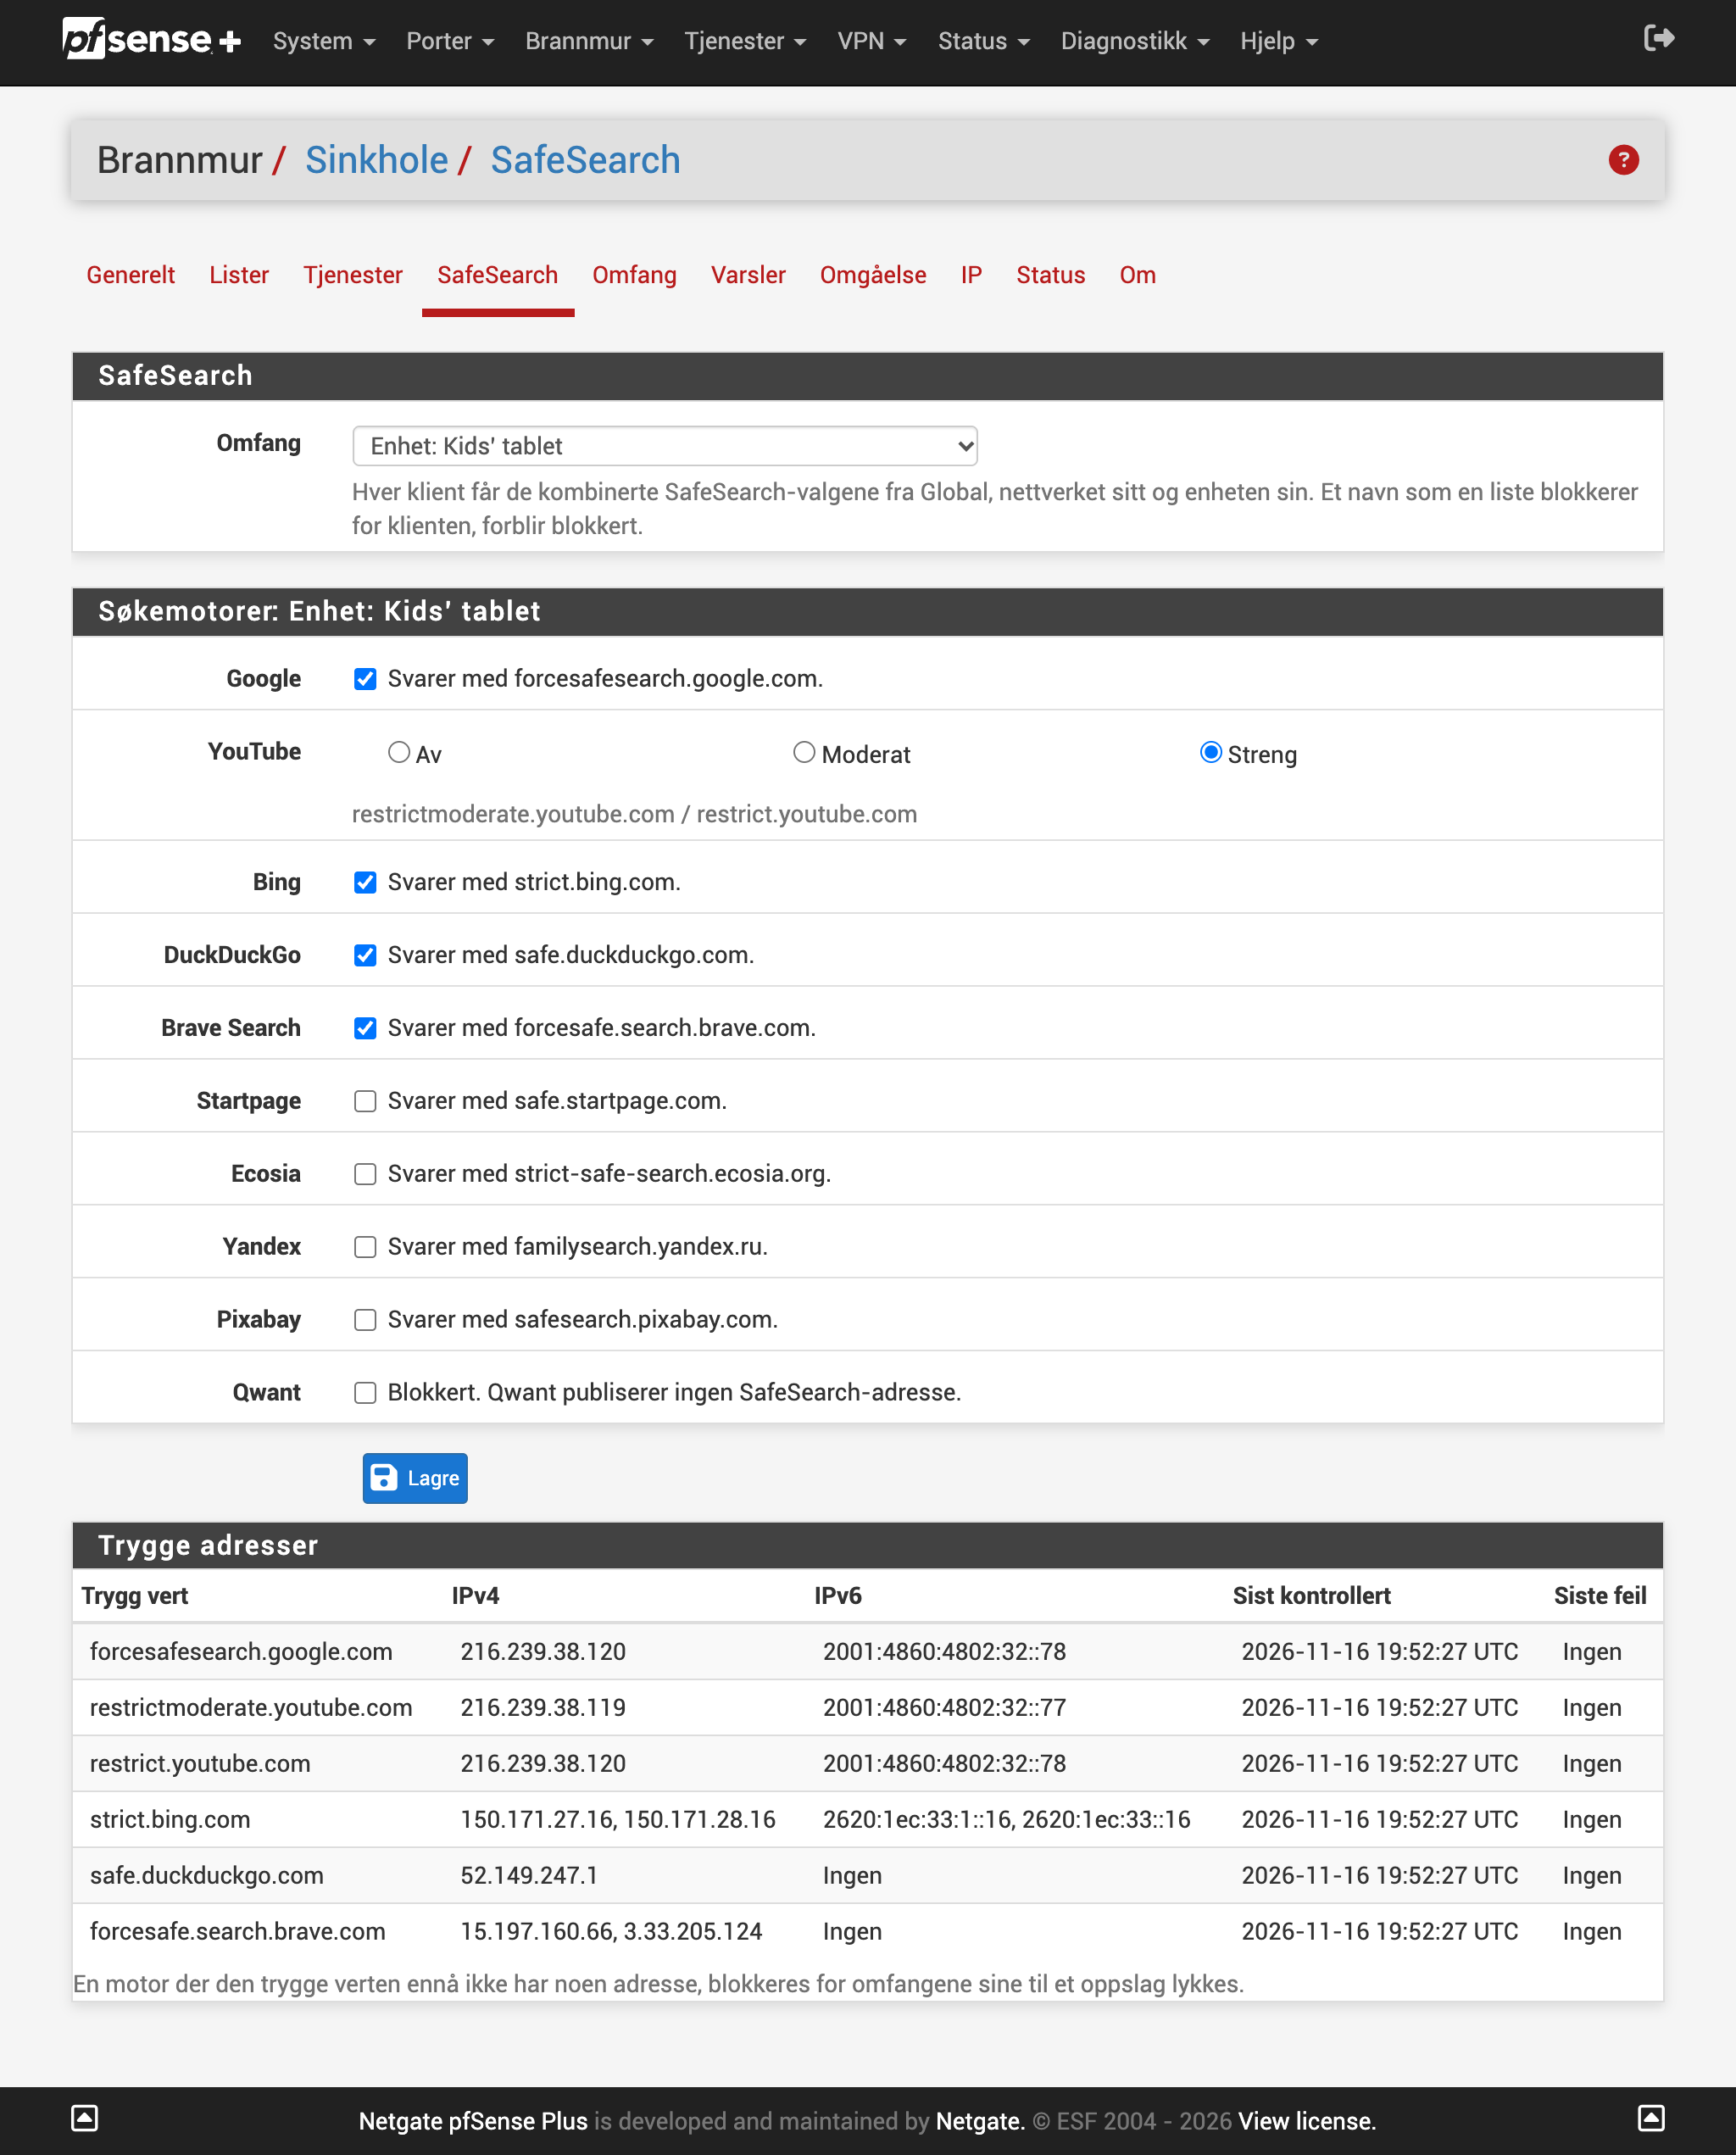 pfsense +
System
Porter
Brannmur
Tjenester
VPN
Status
Diagnostikk
Hjelp
Brannmur / Sinkhole / SafeSearch
?
Generelt
Lister
Tjenester
SafeSearch
Omfang
Varsler
Omgåelse
IP
Status
Om
SafeSearch
Omfang
Enhet: Kids' tablet
Hver klient får de kombinerte SafeSearch-valgene fra Global, nettverket sitt og enheten sin. Et navn som en liste blokkerer
for klienten, forblir blokkert.
Søkemotorer: Enhet: Kids' tablet
Google
Svarer med forcesafesearch.google.com.
YouTube
Av
Moderat
Streng
restrictmoderate.youtube.com / restrict.youtube.com
Bing
Svarer med strict.bing.com.
DuckDuckGo
Svarer med safe.duckduckgo.com.
Brave Search
Svarer med forcesafe.search.brave.com.
Startpage
Svarer med safe.startpage.com.
Ecosia
Svarer med strict-safe-search.ecosia.org.
Yandex
Svarer med familysearch.yandex.ru.
Pixabay
Svarer med safesearch.pixabay.com.
Qwant
Blokkert. Qwant publiserer ingen SafeSearch-adresse.
Lagre
Trygge adresser
Trygg vert IPv4 IPv6 Sist kontrollert Siste feil
forcesafesearch.google.com 216.239.38.120 2001:4860:4802:32::78 2026-11-16 19:52:27 UTC Ingen
restrictmoderate.youtube.com 216.239.38.119 2001:4860:4802:32::77 2026-11-16 19:52:27 UTC Ingen
restrict.youtube.com 216.239.38.120 2001:4860:4802:32::78 2026-11-16 19:52:27 UTC Ingen
strict.bing.com 150.171.27.16, 150.171.28.16 2620:1ec:33:1::16, 2620:1ec:33::16 2026-11-16 19:52:27 UTC Ingen
safe.duckduckgo.com 52.149.247.1 Ingen 2026-11-16 19:52:27 UTC Ingen
forcesafe.search.brave.com 15.197.160.66, 3.33.205.124 Ingen 2026-11-16 19:52:27 UTC Ingen
En motor der den trygge verten ennå ikke har noen adresse, blokkeres for omfangene sine til et oppslag lykkes.
Netgate pfSense Plus is developed and maintained by Netgate. © ESF 2004 - 2026 View license.